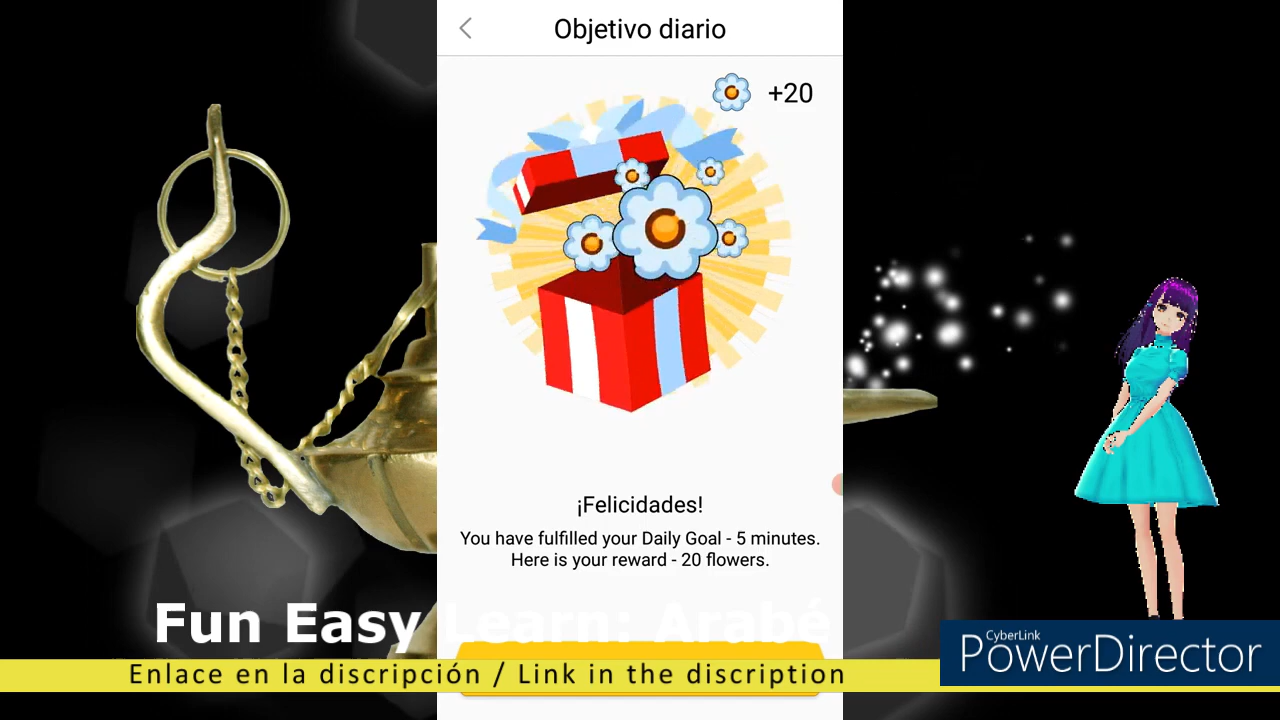 Objetivo diario
+20
¡Felicidades!
You have fulfilled your Daily Goal - 5 minutes.
Here is your reward - 20 flowers.
Fun Easy Learn: Arabé
Enlace en la discripción / Link in the discription
CyberLink
PowerDirector